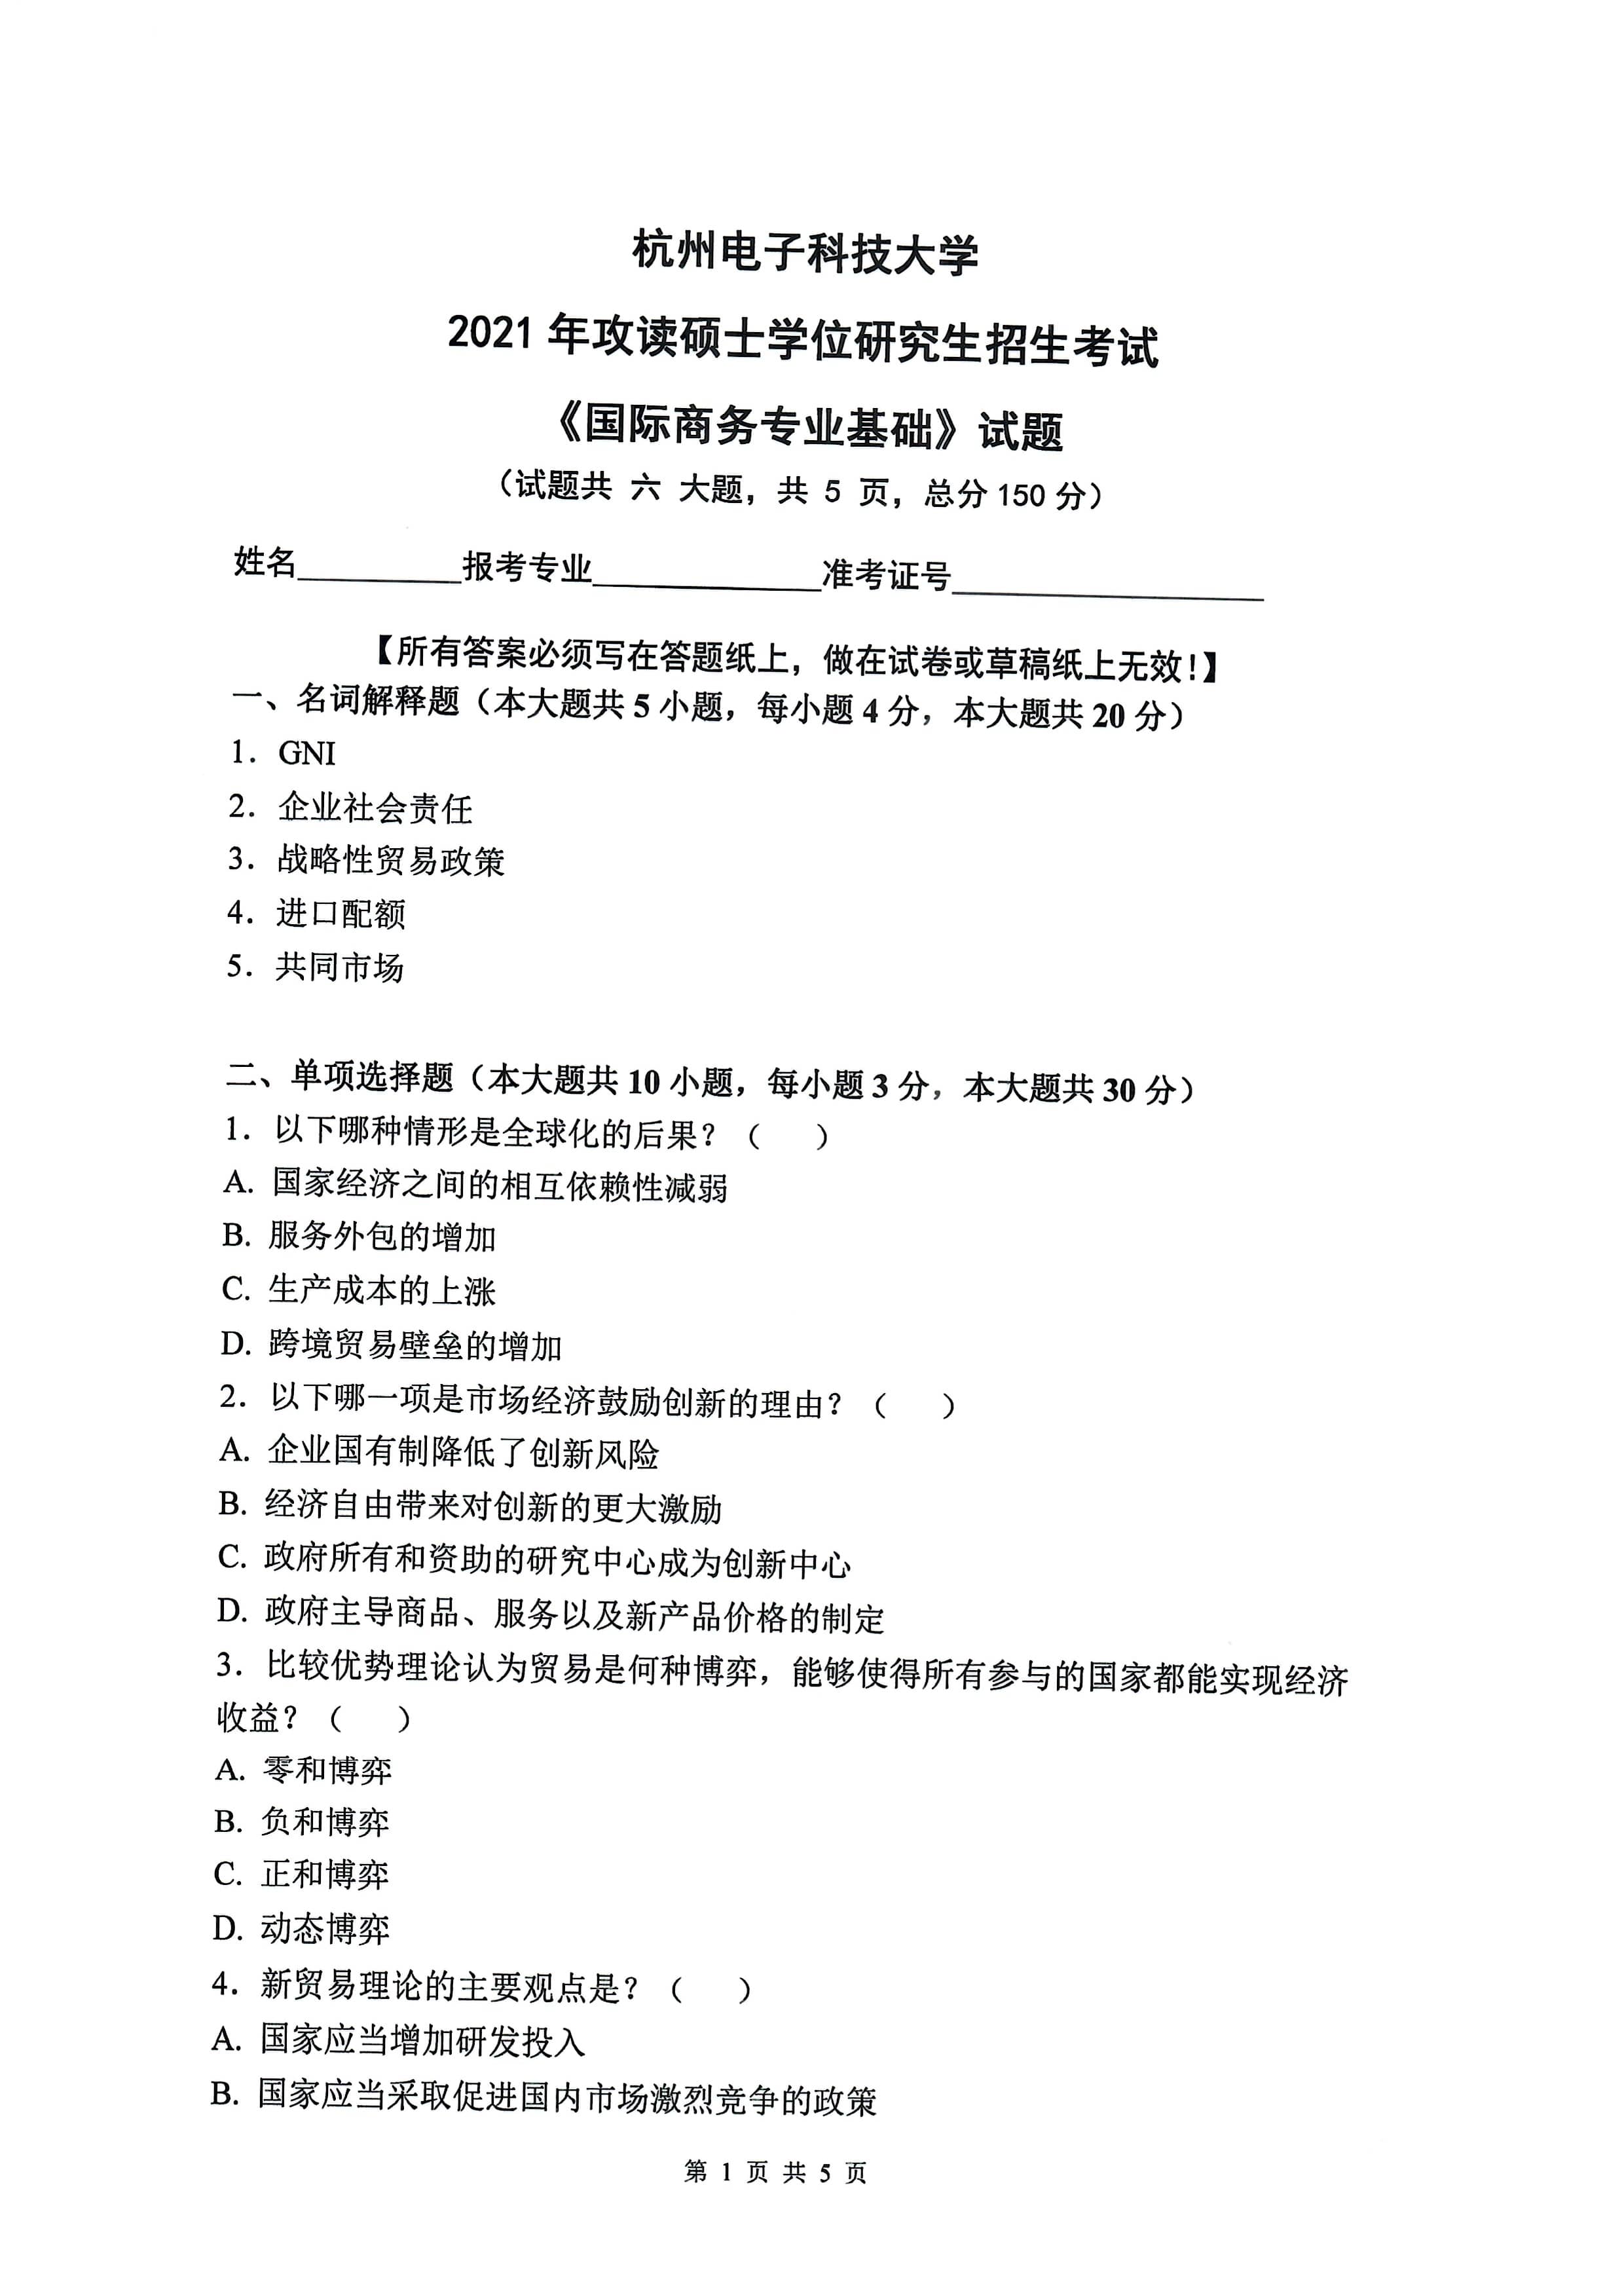 杭州电子科技大学
2021 年攻读硕士学位研究生招生考试
《国际商务专业基础》试题
（试题共 六 大题，共 5 页，总分 150 分）
姓名__________报考专业______________准考证号___________________
【所有答案必须写在答题纸上，做在试卷或草稿纸上无效！】
一、名词解释题（本大题共 5 小题，每小题 4 分，本大题共 20 分）
1．GNI
2．企业社会责任
3．战略性贸易政策
4．进口配额
5．共同市场
二、单项选择题（本大题共 10 小题，每小题 3 分，本大题共 30 分）
1．以下哪种情形是全球化的后果？（ ）
A. 国家经济之间的相互依赖性减弱
B. 服务外包的增加
C. 生产成本的上涨
D. 跨境贸易壁垒的增加
2．以下哪一项是市场经济鼓励创新的理由？（ ）
A. 企业国有制降低了创新风险
B. 经济自由带来对创新的更大激励
C. 政府所有和资助的研究中心成为创新中心
D. 政府主导商品、服务以及新产品价格的制定
3．比较优势理论认为贸易是何种博弈，能够使得所有参与的国家都能实现经济
收益？（ ）
A. 零和博弈
B. 负和博弈
C. 正和博弈
D. 动态博弈
4．新贸易理论的主要观点是？（ ）
A. 国家应当增加研发投入
B. 国家应当采取促进国内市场激烈竞争的政策
第 1 页 共 5 页